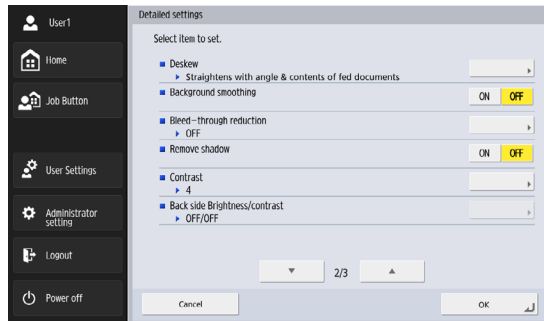 User1
Home
Job Button
User Settings
Administrator
setting
Logout
Power off
Detailed settings
Select item to set.
Deskew
Straightens with angle & contents of fed documents
Background smoothing
ON OFF
Bleed-through reduction
OFF
Remove shadow
ON OFF
Contrast
4
Back side Brightness/contrast
OFF/OFF
2/3
Cancel
OK